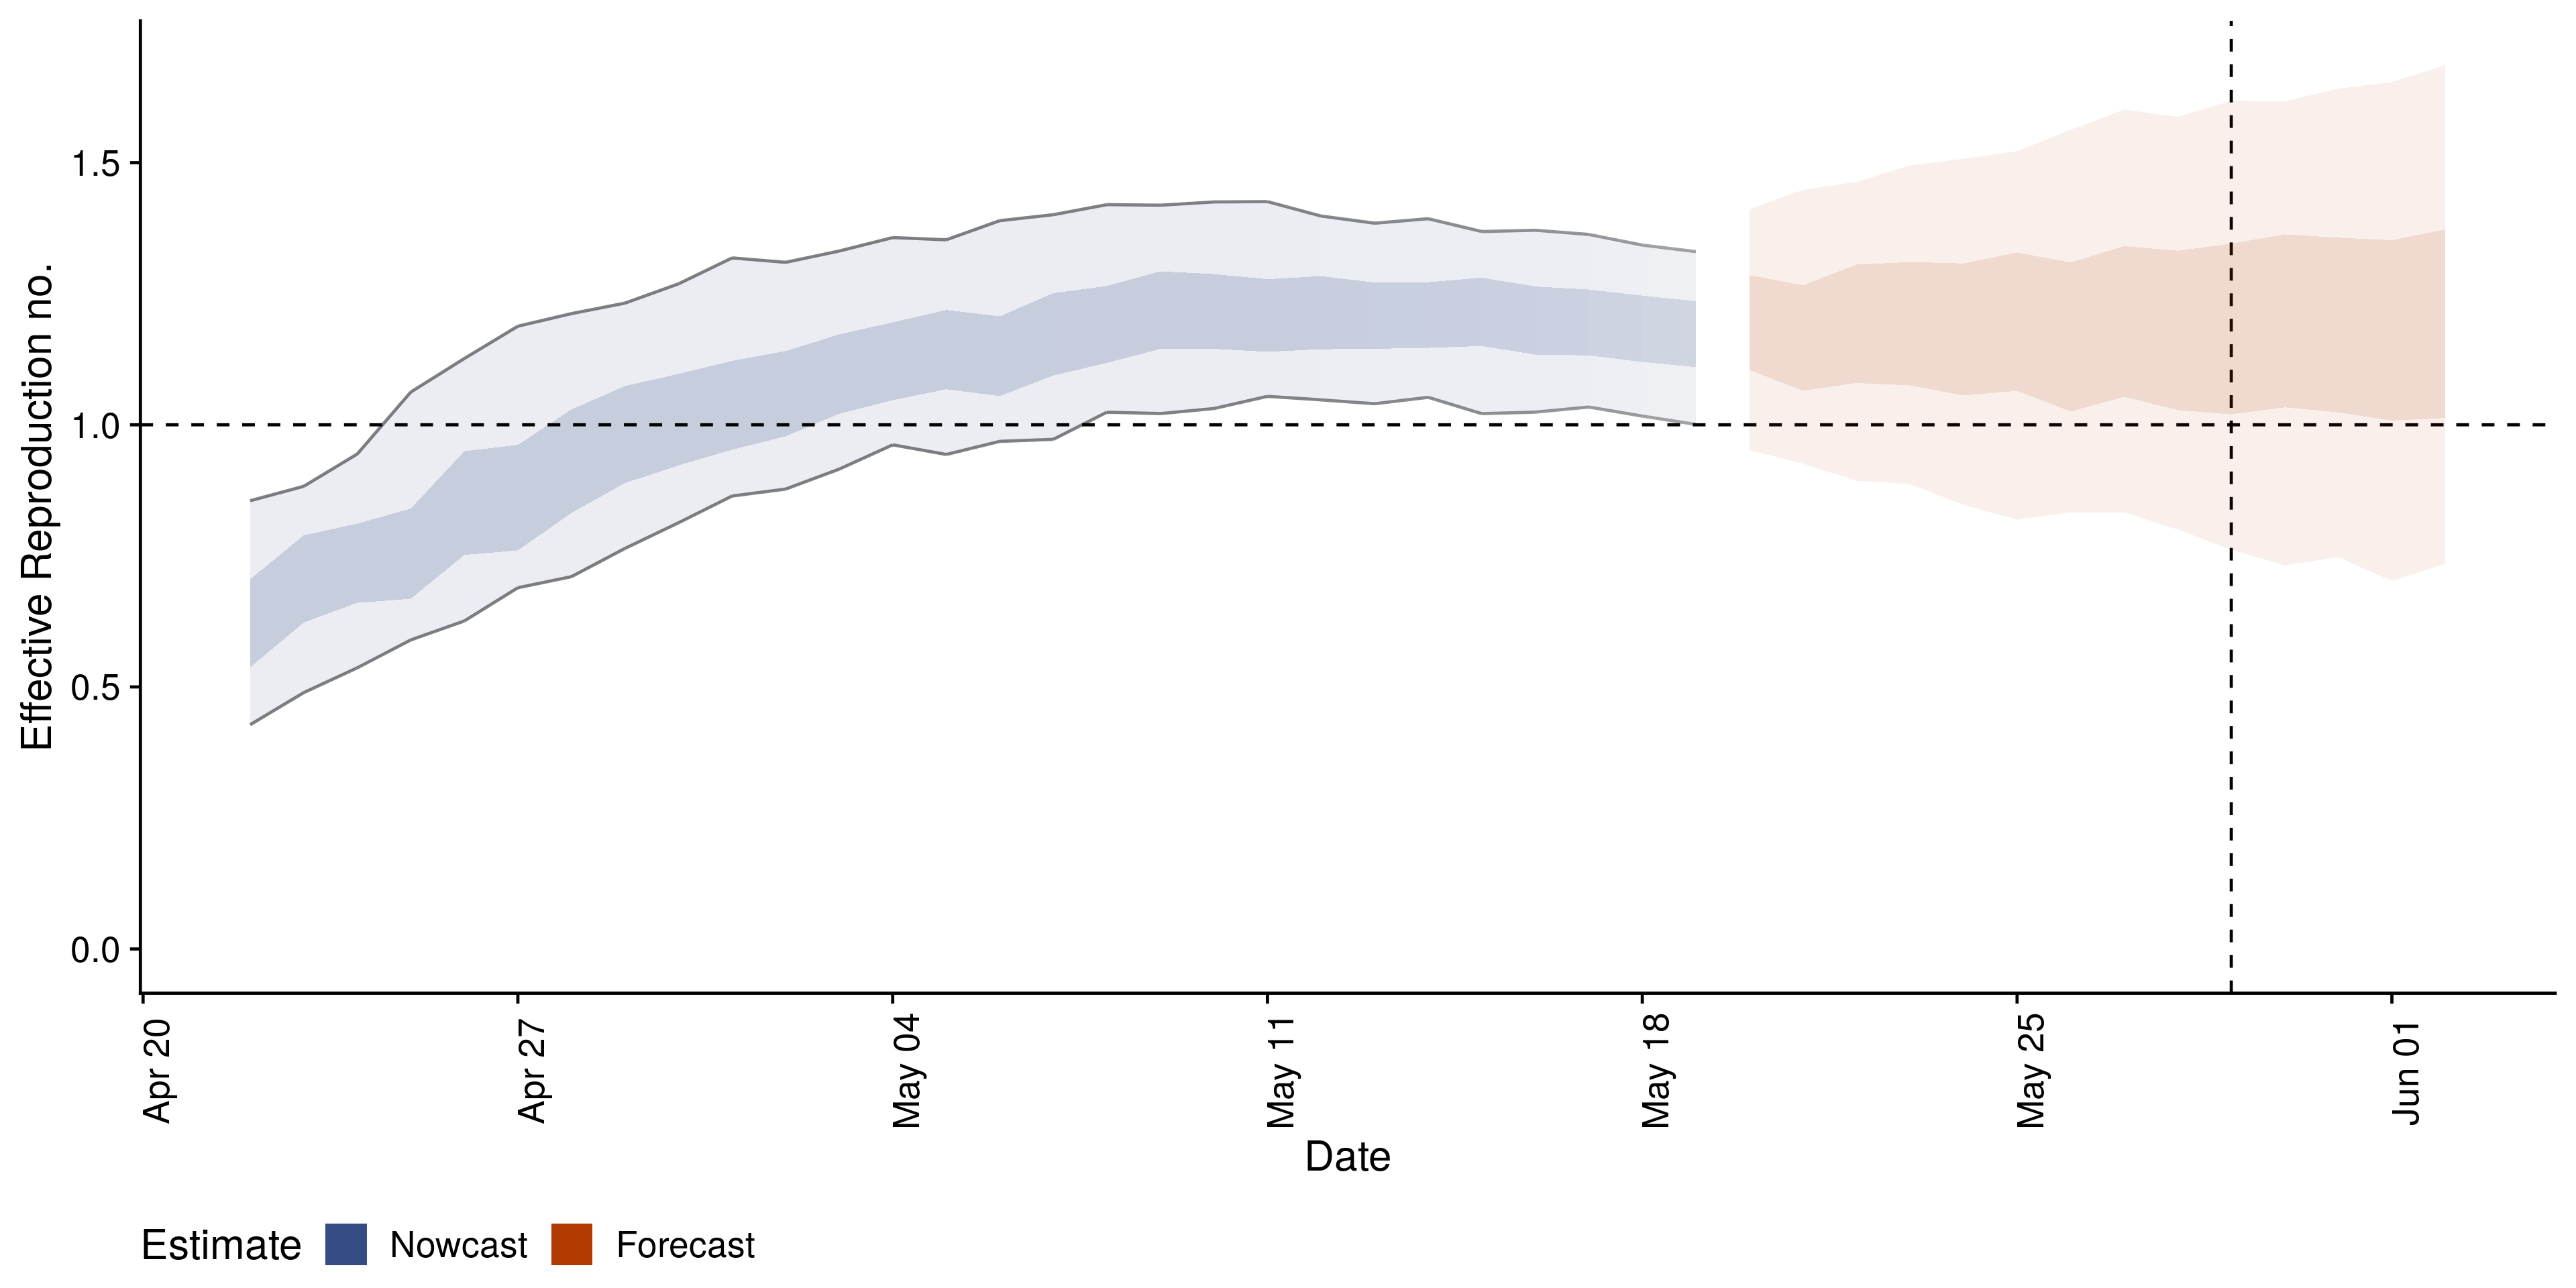 Effective Reproduction no.
1.5
1.0
0.5
0.0
Apr 20
Apr 27
May 04
May 11
May 18
May 25
Jun 01
Date
Estimate Nowcast Forecast